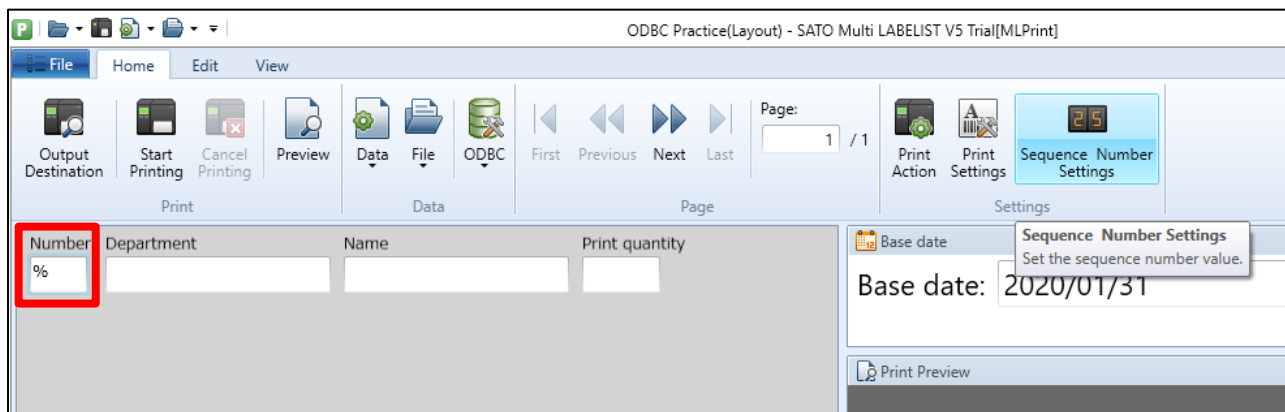 P
ODBC Practice(Layout) - SATO Multi LABELIST V5 Trial[MLPrint]
File Home Edit View
Output Destination
Start Printing
Cancel Printing
Preview
Print
Data
File
ODBC
Data
First
Previous
Next
Last
Page:
1 / 1
Page
Print Action
Print Settings
25
Sequence Number Settings
Settings
Sequence Number Settings
Set the sequence number value.
Number Department Name Print quantity
%
12 Base date
Base date: 2020/01/31
Print Preview